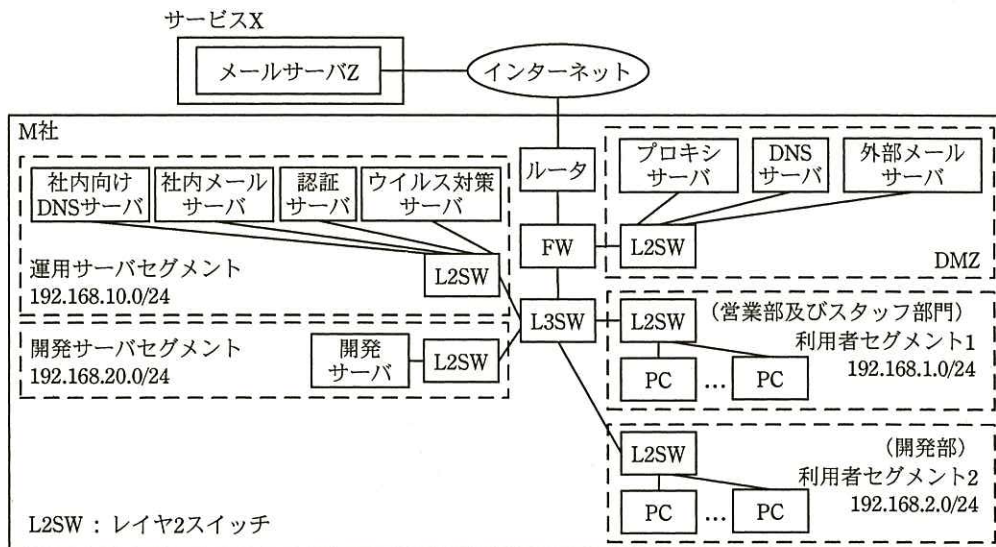 サービスX
メールサーバZ
インターネット
M社
社内向け
DNSサーバ
社内メール
サーバ
認証
サーバ
ウイルス対策
サーバ
運用サーバセグメント
192.168.10.0/24
L2SW
ルータ
FW
L3SW
プロキシ
サーバ
DNS
サーバ
外部メール
サーバ
L2SW
DMZ
開発サーバセグメント
192.168.20.0/24
開発
サーバ
L2SW
L2SW
(営業部及びスタッフ部門)
利用者セグメント1
192.168.1.0/24
PC
…
PC
L2SW
(開発部)
利用者セグメント2
192.168.2.0/24
PC
…
PC
L2SW : レイヤ2スイッチ